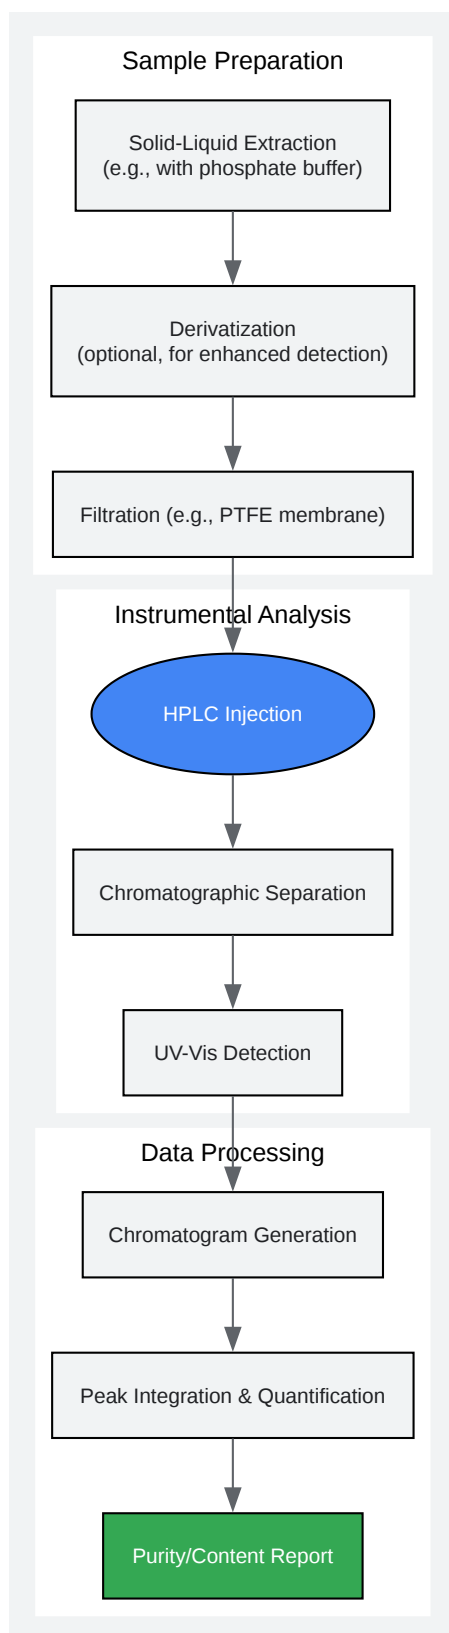 Sample Preparation
Solid-Liquid Extraction
(e.g., with phosphate buffer)
Derivatization
(optional, for enhanced detection)
Filtration (e.g., PTFE membrane)
Instrumental Analysis
HPLC Injection
Chromatographic Separation
UV-Vis Detection
Data Processing
Chromatogram Generation
Peak Integration & Quantification
Purity/Content Report